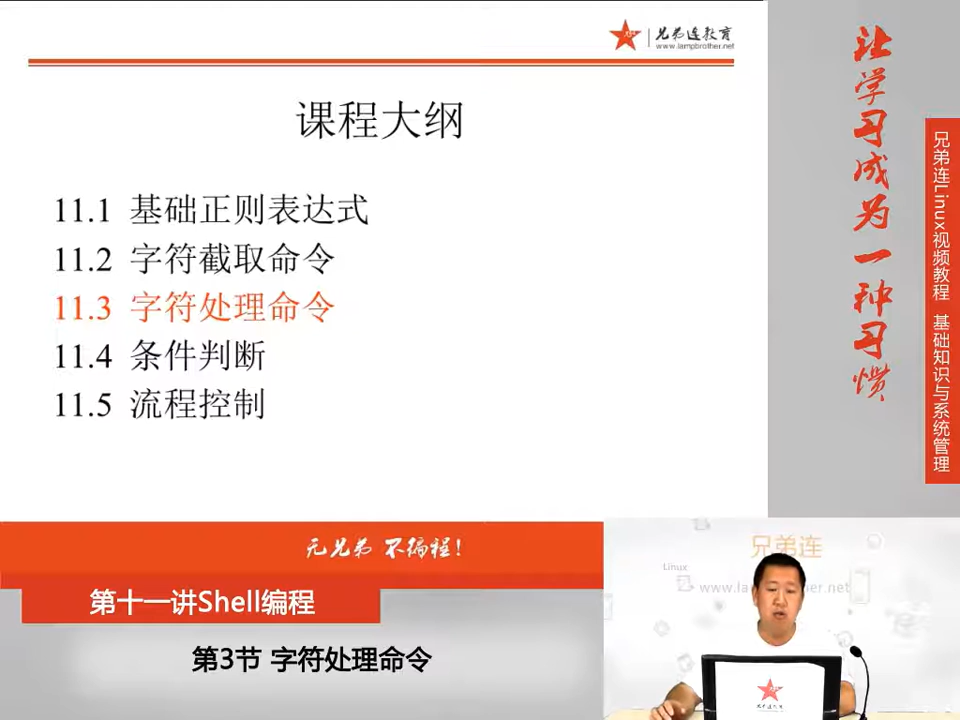 兄弟连教育
www.lampbrother.net
课程大纲
11.1 基础正则表达式
11.2 字符截取命令
11.3 字符处理命令
11.4 条件判断
11.5 流程控制
让学习成为一种习惯
兄弟连Linux视频教程 基础知识与系统管理
无兄弟 不编程!
第十一讲Shell编程
第3节 字符处理命令
兄弟连
Linux